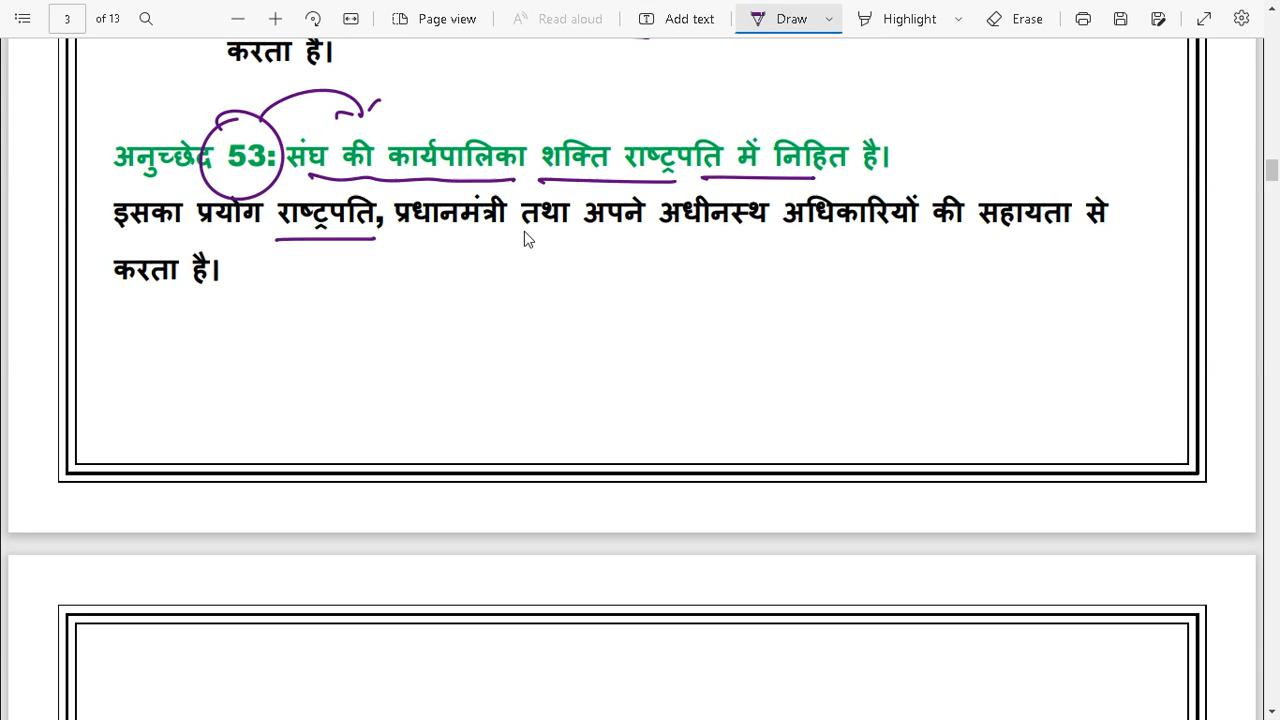 3 of 13 Page view Read aloud Add text Draw Highlight Erase
करता है।
अनुच्छेद 53: संघ की कार्यपालिका शक्ति राष्ट्रपति में निहित है।
इसका प्रयोग राष्ट्रपति, प्रधानमंत्री तथा अपने अधीनस्थ अधिकारियों की सहायता से
करता है।